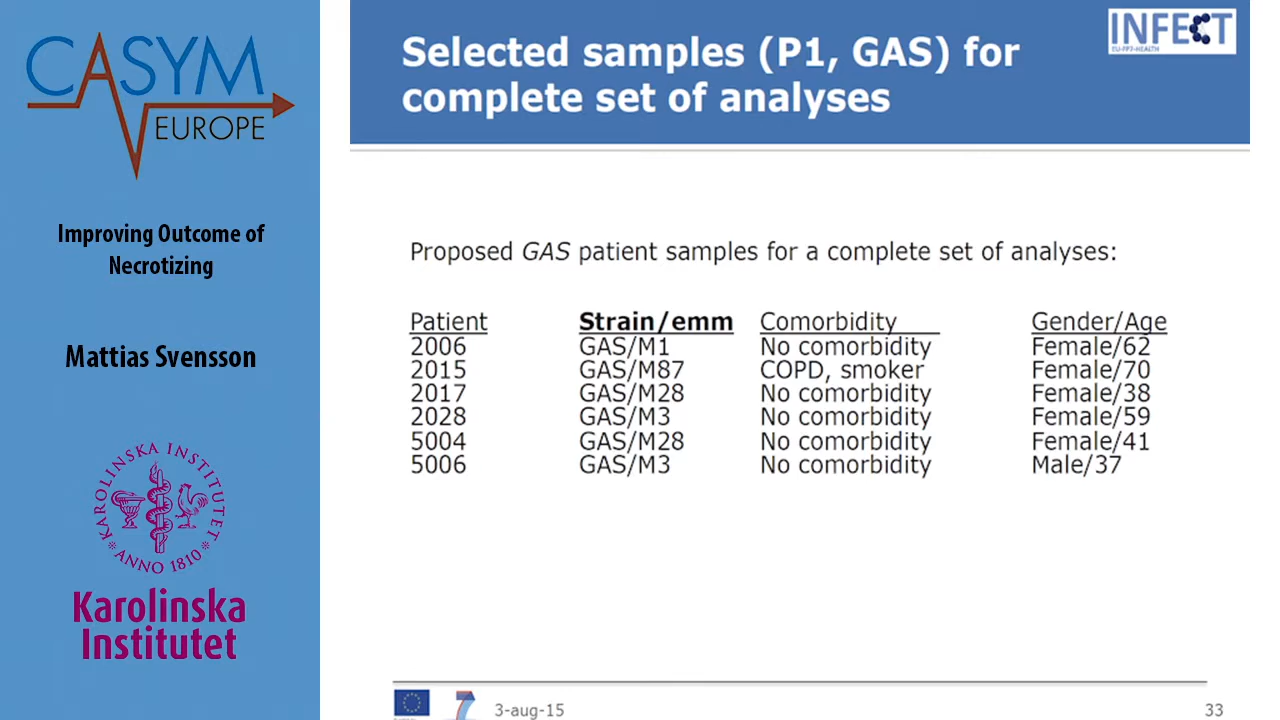 CASYM
EUROPE
Improving Outcome of
Necrotizing
Mattias Svensson
KAROLINSKA INSTITUTET
ANNO 1810
Karolinska
Institutet
INFECT
EU-FP7-HEALTH
Selected samples (P1, GAS) for
complete set of analyses
Proposed GAS patient samples for a complete set of analyses:
Patient Strain/emm Comorbidity Gender/Age
2006 GAS/M1 No comorbidity Female/62
2015 GAS/M87 COPD, smoker Female/70
2017 GAS/M28 No comorbidity Female/38
2028 GAS/M3 No comorbidity Female/59
5004 GAS/M28 No comorbidity Female/41
5006 GAS/M3 No comorbidity Male/37
7
3-aug-15
33